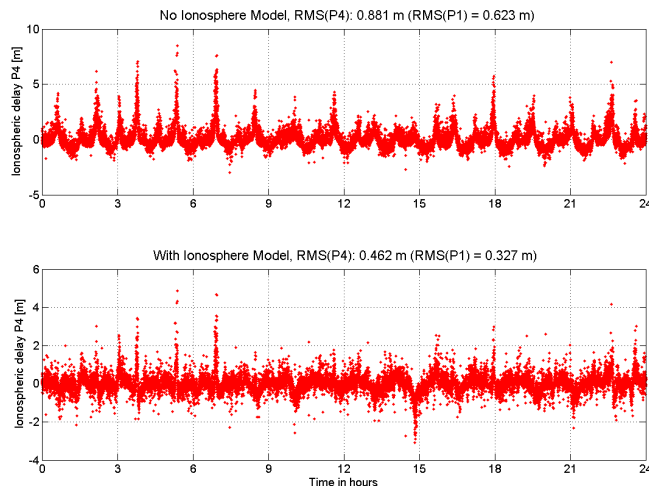 No Ionosphere Model, RMS(P4): 0.881 m (RMS(P1) = 0.623 m)
Ionospheric delay P4 [m]
10
5
0
-5
0 3 6 9 12 15 18 21 24
With Ionosphere Model, RMS(P4): 0.462 m (RMS(P1) = 0.327 m)
Ionospheric delay P4 [m]
6
4
2
0
-2
-4
0 3 6 9 12 15 18 21 24
Time in hours